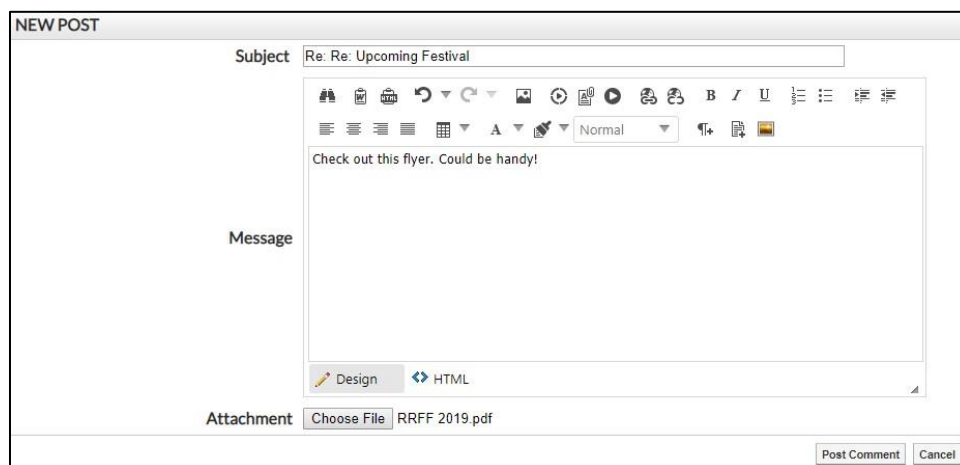 NEW POST
Subject Re: Re: Upcoming Festival
B I U
A Normal
Check out this flyer. Could be handy!
Message
Design HTML
Attachment Choose File RRFF 2019.pdf
Post Comment Cancel